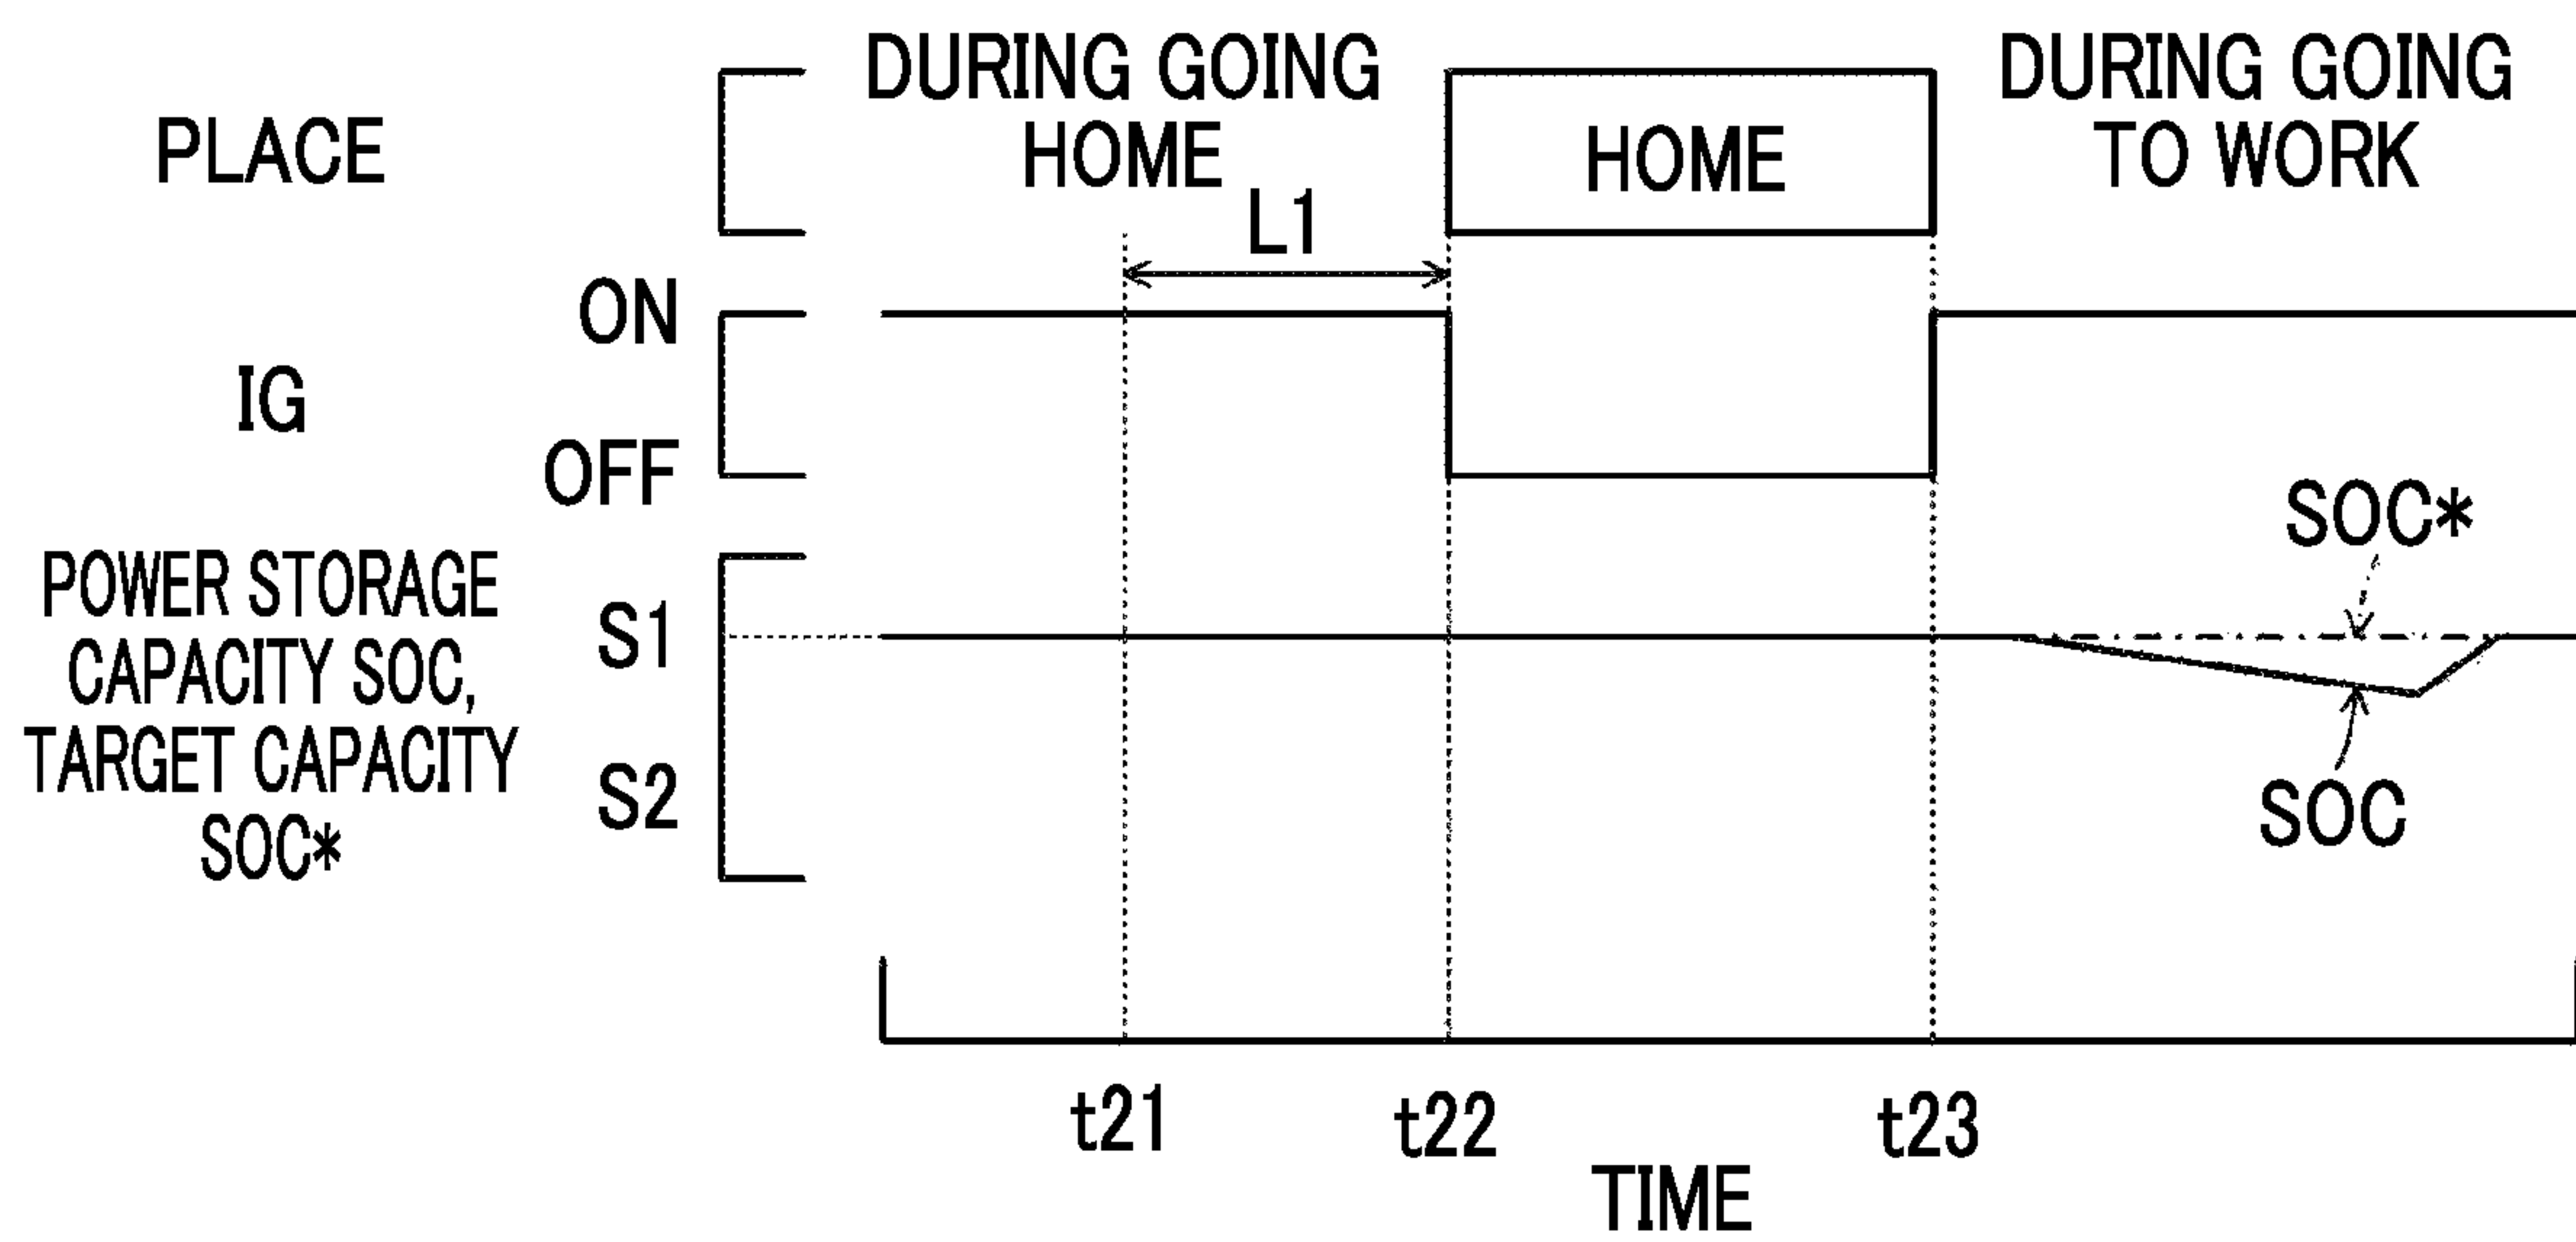 DURING GOING
HOME
DURING GOING
TO WORK
PLACE
HOME
L1
ON
IG
OFF
SOC*
POWER STORAGE
CAPACITY SOC,
TARGET CAPACITY
SOC*
S1
S2
SOC
t21
t22
t23
TIME